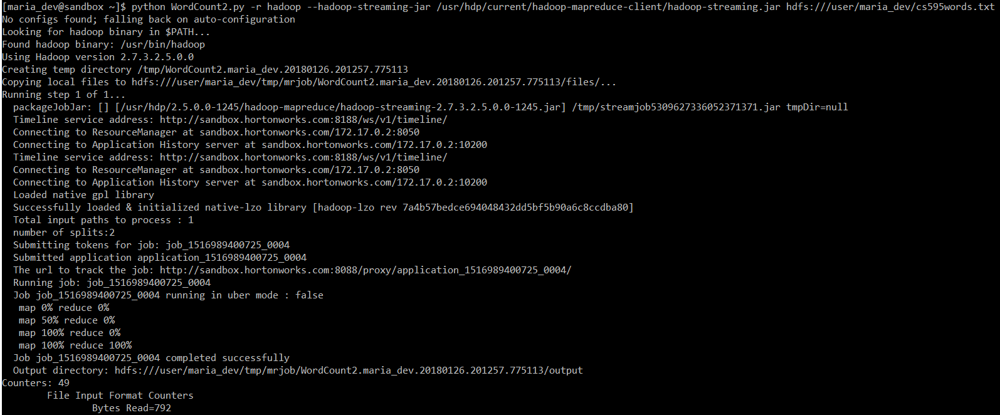 [maria_dev@sandbox ~]$ python WordCount2.py -r hadoop --hadoop-streaming-jar /usr/hdp/current/hadoop-mapreduce-client/hadoop-streaming.jar hdfs:///user/maria_dev/cs595words.txt
No configs found; falling back on auto-configuration
Looking for hadoop binary in $PATH...
Found hadoop binary: /usr/bin/hadoop
Using Hadoop version 2.7.3.2.5.0.0
Creating temp directory /tmp/WordCount2.maria_dev.20180126.201257.775113
Copying local files to hdfs:///user/maria_dev/tmp/mrjob/WordCount2.maria_dev.20180126.201257.775113/files/...
Running step 1 of 1...
  packageJobJar: [] [/usr/hdp/2.5.0.0-1245/hadoop-mapreduce/hadoop-streaming-2.7.3.2.5.0.0-1245.jar] /tmp/streamjob5309627336052371371.jar tmpDir=null
  Timeline service address: http://sandbox.hortonworks.com:8188/ws/v1/timeline/
  Connecting to ResourceManager at sandbox.hortonworks.com/172.17.0.2:8050
  Connecting to Application History server at sandbox.hortonworks.com/172.17.0.2:10200
  Timeline service address: http://sandbox.hortonworks.com:8188/ws/v1/timeline/
  Connecting to ResourceManager at sandbox.hortonworks.com/172.17.0.2:8050
  Connecting to Application History server at sandbox.hortonworks.com/172.17.0.2:10200
  Loaded native gpl library
  Successfully loaded & initialized native-lzo library [hadoop-lzo rev 7a4b57bedce694048432dd5bf5b90a6c8ccdba80]
  Total input paths to process : 1
  number of splits:2
  Submitting tokens for job: job_1516989400725_0004
  Submitted application application_1516989400725_0004
  The url to track the job: http://sandbox.hortonworks.com:8088/proxy/application_1516989400725_0004/
  Running job: job_1516989400725_0004
  Job job_1516989400725_0004 running in uber mode : false
   map 0% reduce 0%
   map 50% reduce 0%
   map 100% reduce 0%
   map 100% reduce 100%
  Job job_1516989400725_0004 completed successfully
  Output directory: hdfs:///user/maria_dev/tmp/mrjob/WordCount2.maria_dev.20180126.201257.775113/output
Counters: 49
        File Input Format Counters
                Bytes Read=792